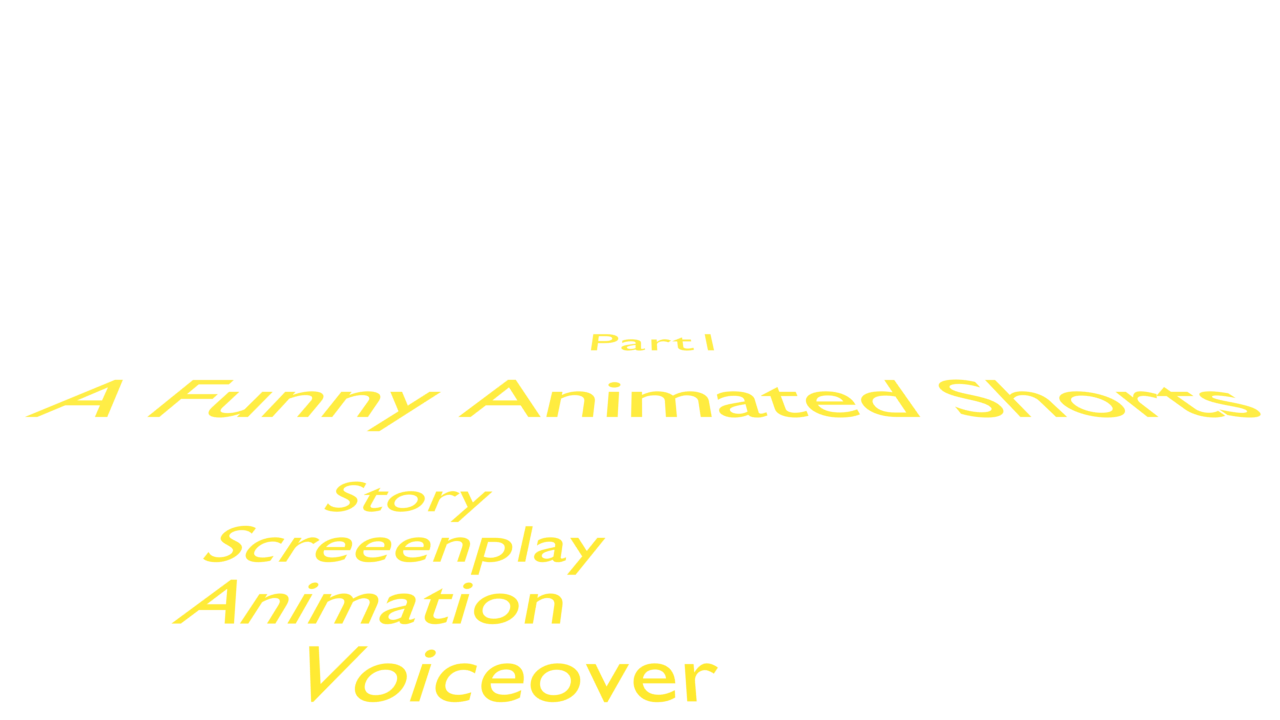 Part I
A Funny Animated Shorts
Story
Screeenplay
Animation
Voiceover